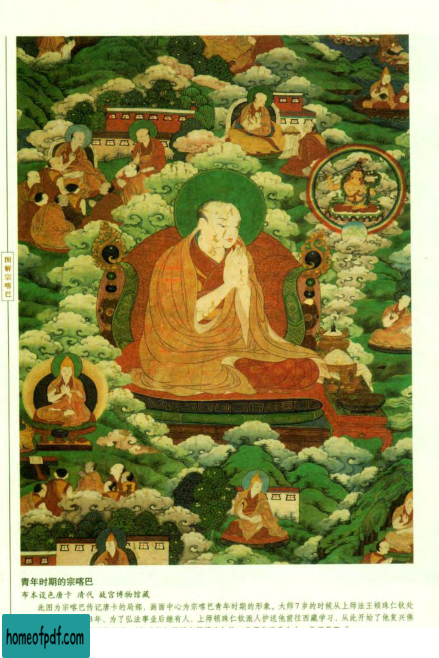 图解宗喀巴
青年时期的宗喀巴
布本设色唐卡 清代 故宫博物馆藏
此图为宗喀巴传记唐卡的局部，画面中心为宗喀巴青年时期的形象。大师7岁的时候从上师法王顿珠仁钦处
年，为了弘法事业后继有人，上师顿珠仁钦派人护送他前往西藏学习，从此开始了他复兴佛
homeofpdf.com